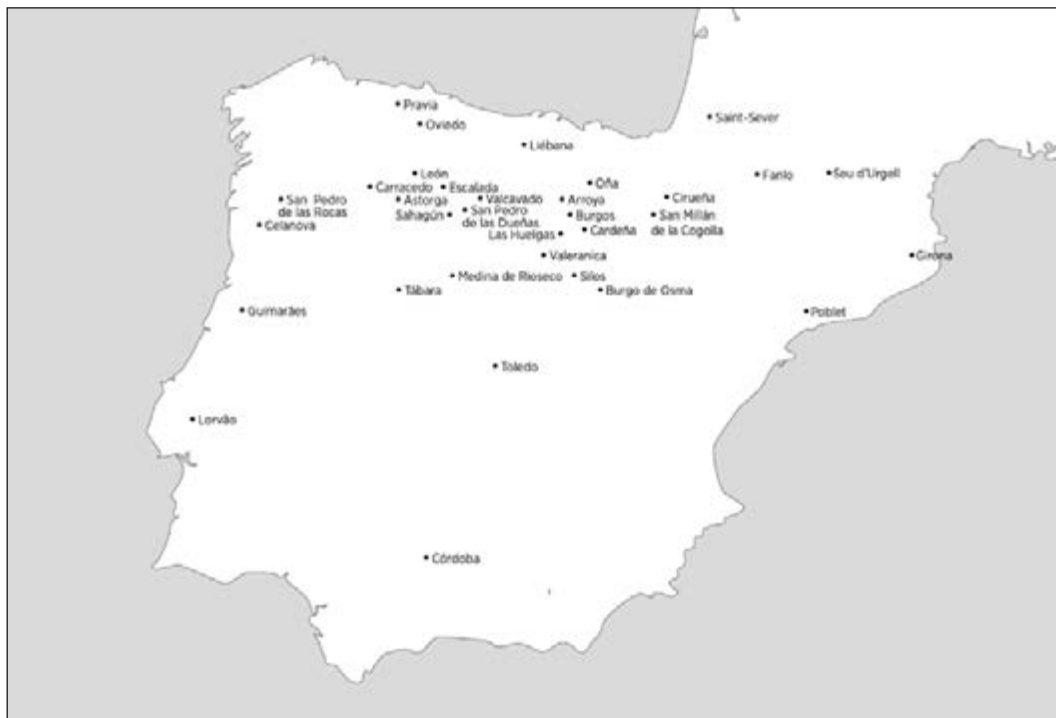 Pravia
Oviedo
Saint-Sever
Liébana
León
Fanlo
Seu d'Urgell
Oña
Carracedo
Escalada
San Pedro
de las Rocas
Astorga
Valcavado
Arroyo
Cirueña
Sahagún
San Pedro
de las Dueñas
Burgos
San Millán
de la Cogolla
Celanova
Las Huelgas
Cardeña
Valeranica
Girona
Medina de Rioseco
Silos
Tábara
Burgo de Osma
Guimarães
Poblet
Toledo
Lorvão
Córdoba